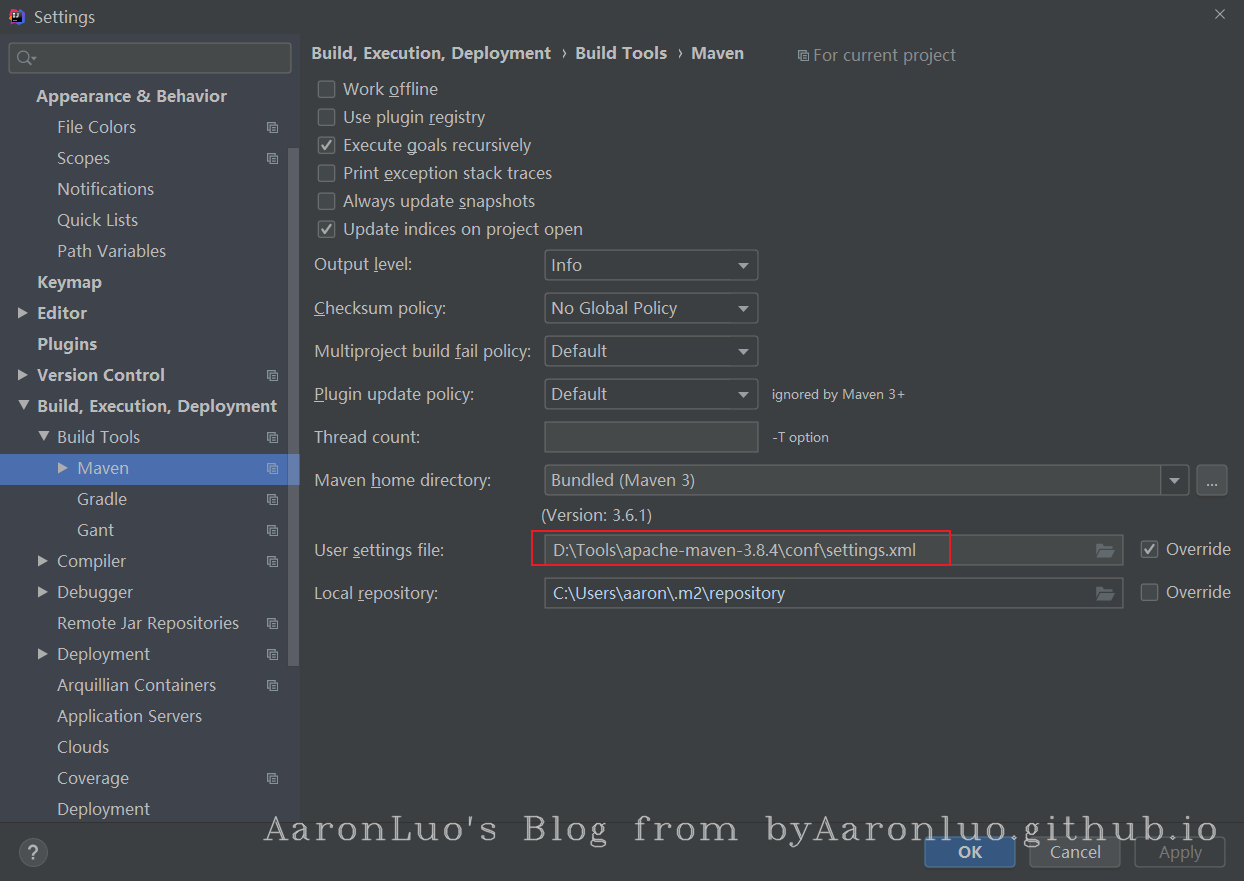 Settings
Appearance & Behavior
File Colors
Scopes
Notifications
Quick Lists
Path Variables
Keymap
Editor
Plugins
Version Control
Build, Execution, Deployment
Build Tools
Maven
Gradle
Gant
Compiler
Debugger
Remote Jar Repositories
Deployment
Arquillian Containers
Application Servers
Clouds
Coverage
Deployment
Build, Execution, Deployment › Build Tools › Maven For current project
Work offline
Use plugin registry
Execute goals recursively
Print exception stack traces
Always update snapshots
Update indices on project open
Output level: Info
Checksum policy: No Global Policy
Multiproject build fail policy: Default
Plugin update policy: Default ignored by Maven 3+
Thread count: -T option
Maven home directory: Bundled (Maven 3) ...
(Version: 3.6.1)
User settings file: D:\Tools\apache-maven-3.8.4\conf\settings.xml Override
Local repository: C:\Users\aaron\.m2\repository Override
AaronLuo's Blog from byAaronluo.github.io
? OK Cancel Apply